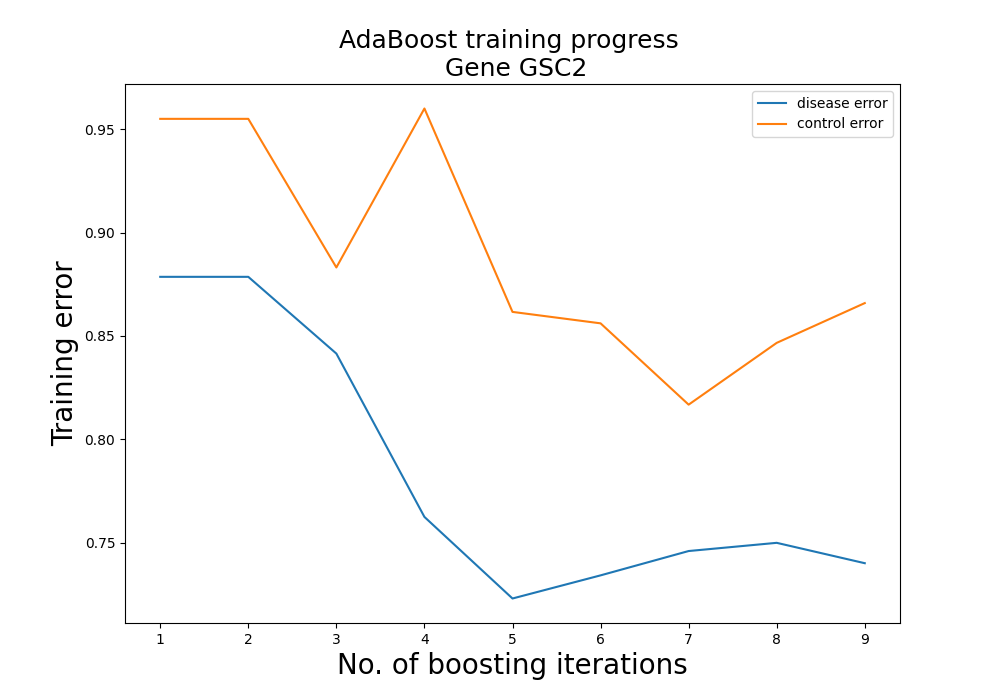 AdaBoost training progress
Gene GSC2
disease error
control error
Training error
0.95
0.90
0.85
0.80
0.75
1 2 3 4 5 6 7 8 9
No. of boosting iterations